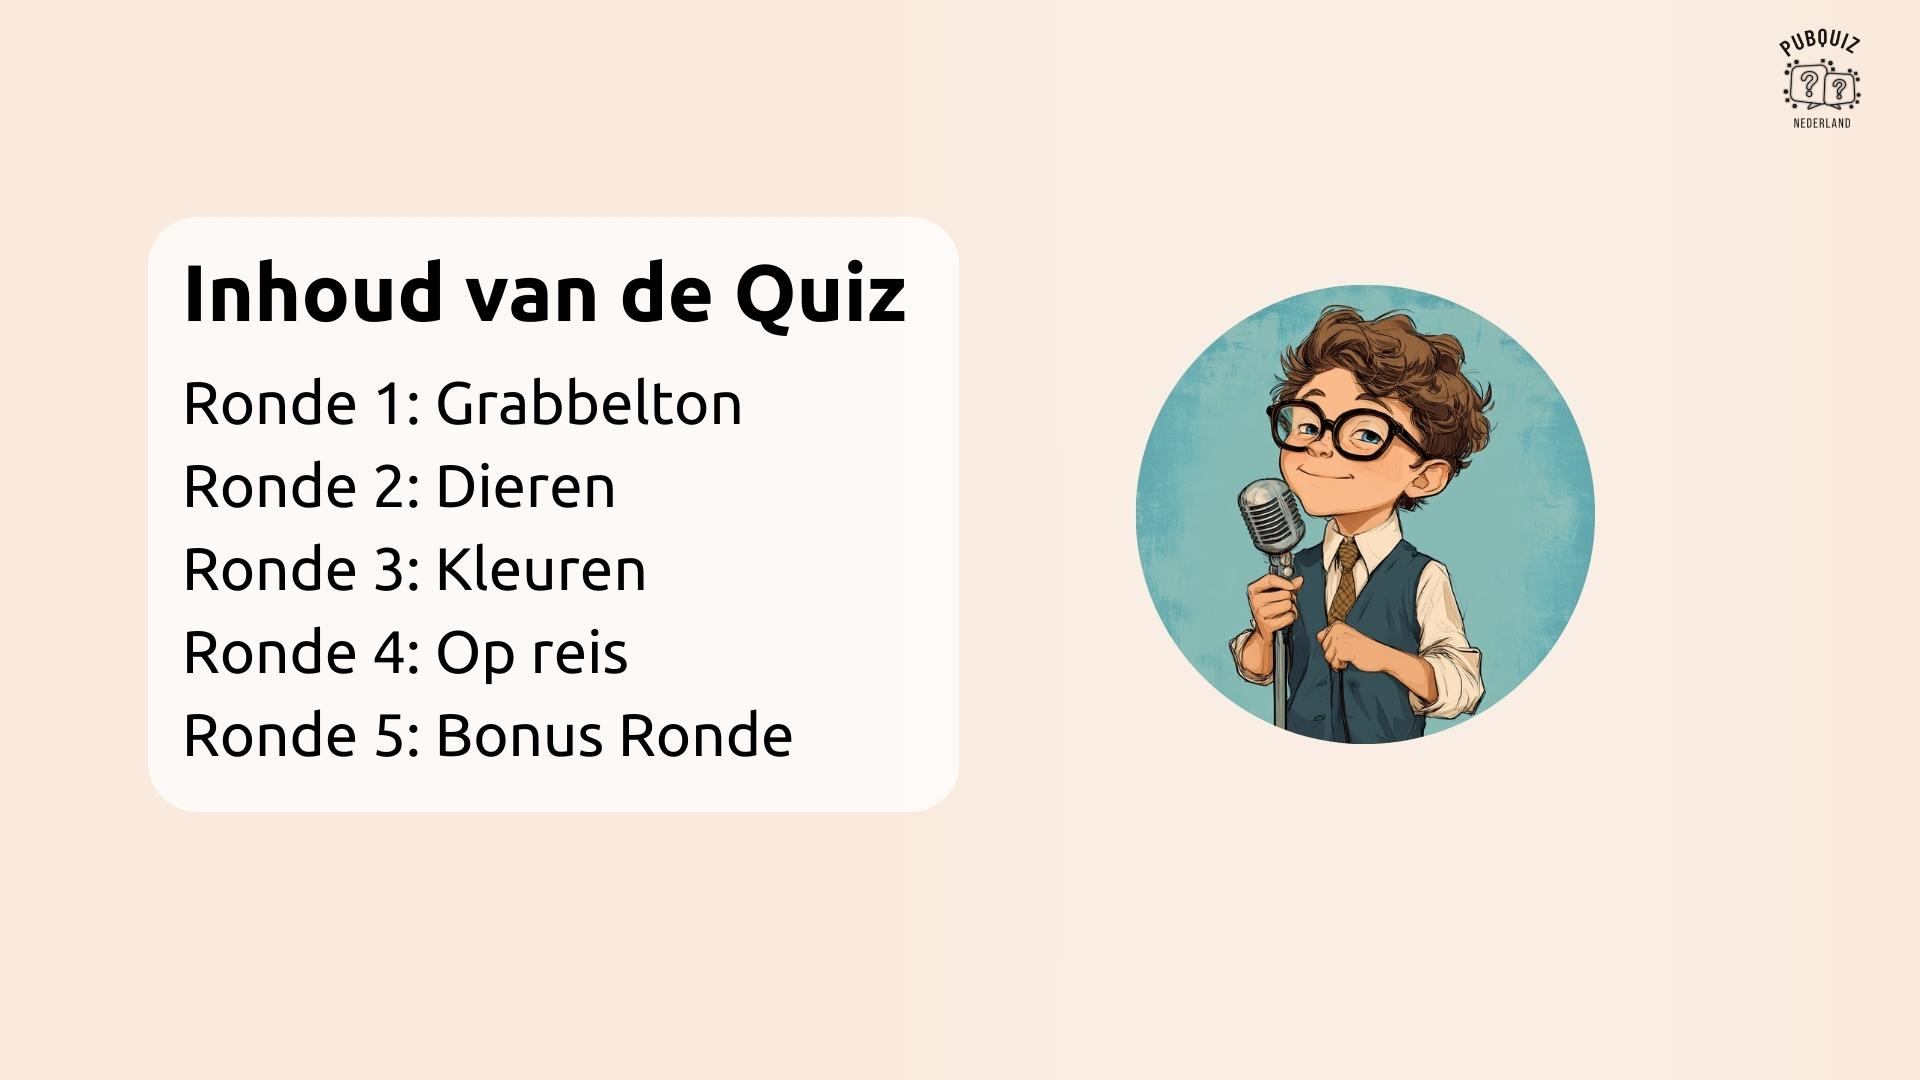 PUBQUIZ
? ?
NEDERLAND
Inhoud van de Quiz
Ronde 1: Grabbelton
Ronde 2: Dieren
Ronde 3: Kleuren
Ronde 4: Op reis
Ronde 5: Bonus Ronde